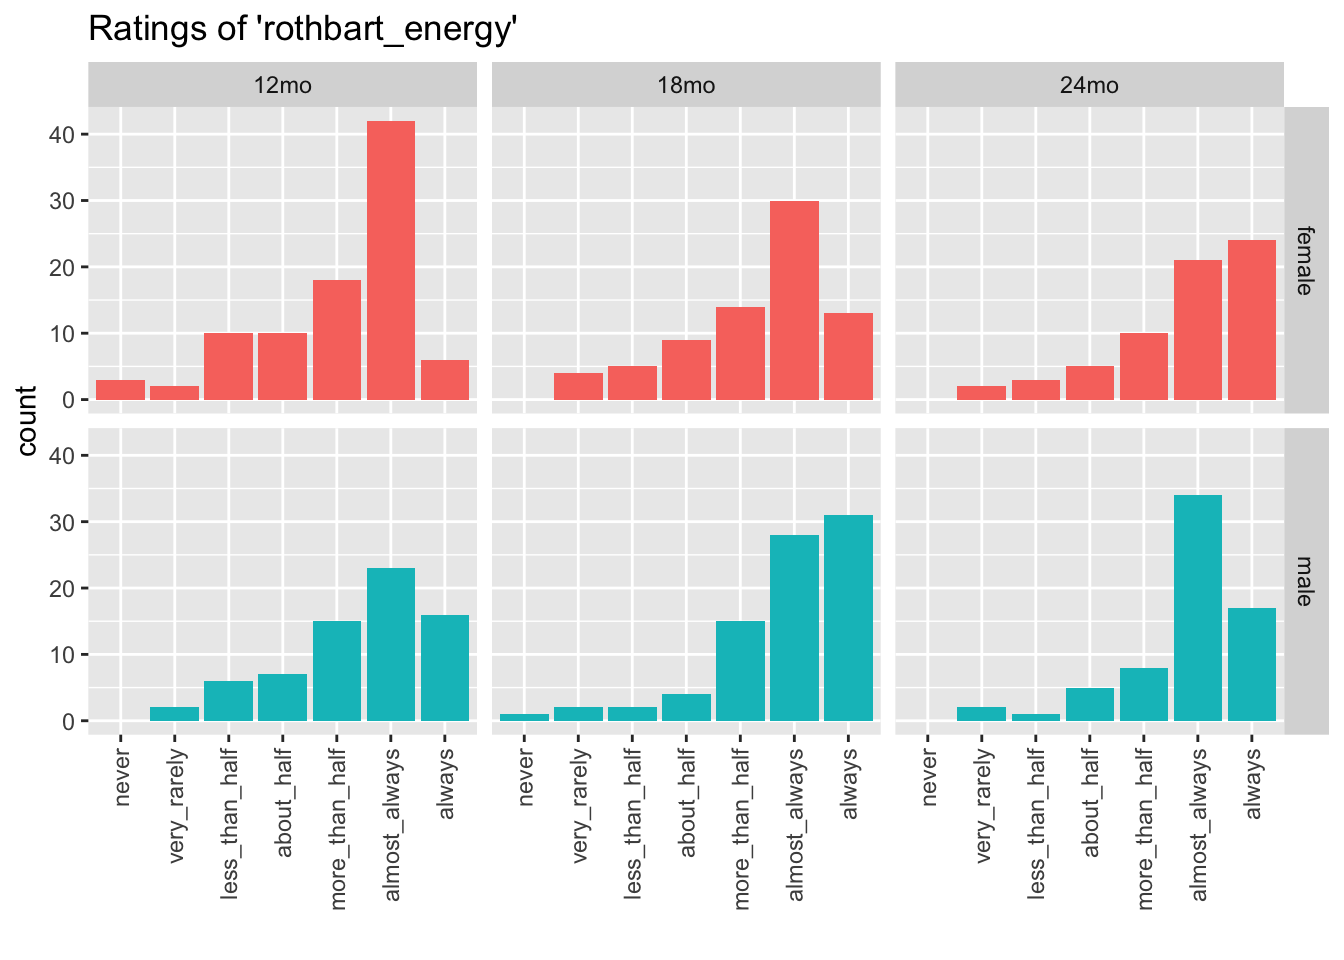 Ratings of 'rothbart_energy'
12mo
18mo
24mo
count
40
30
20
10
0
female
40
30
20
10
0
male
never
very_rarely
less_than_half
about_half
more_than_half
almost_always
always
never
very_rarely
less_than_half
about_half
more_than_half
almost_always
always
never
very_rarely
less_than_half
about_half
more_than_half
almost_always
always